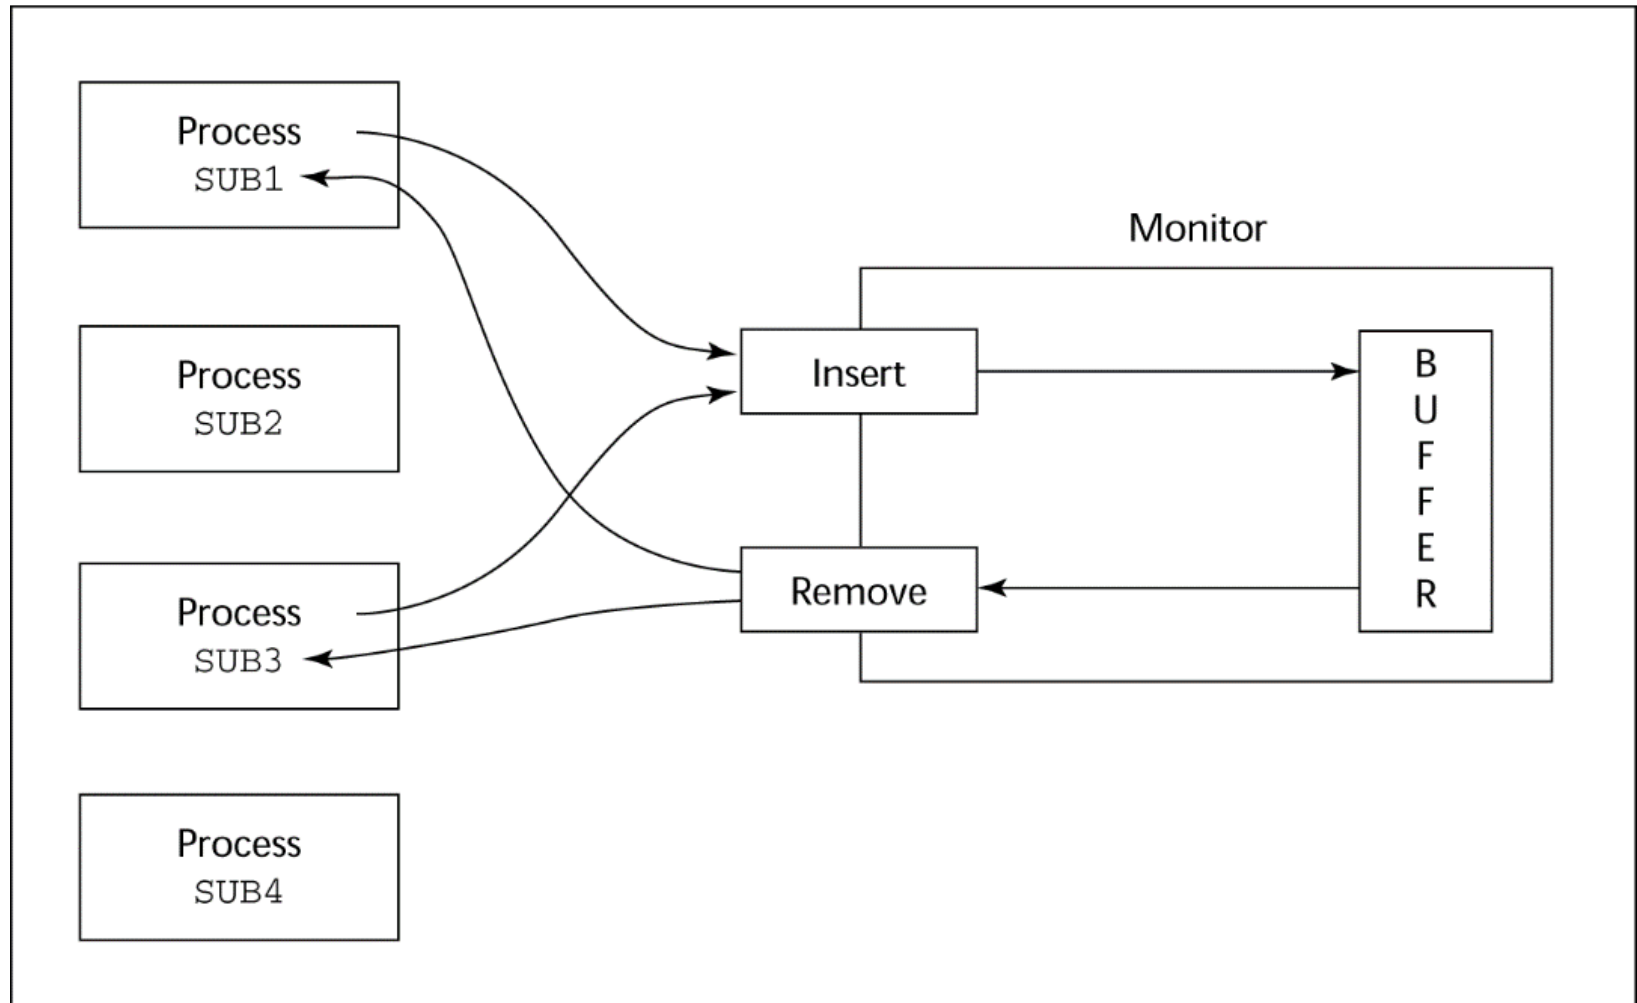 Process
SUB1
Process
SUB2
Process
SUB3
Process
SUB4
Monitor
Insert
Remove
B
U
F
F
E
R